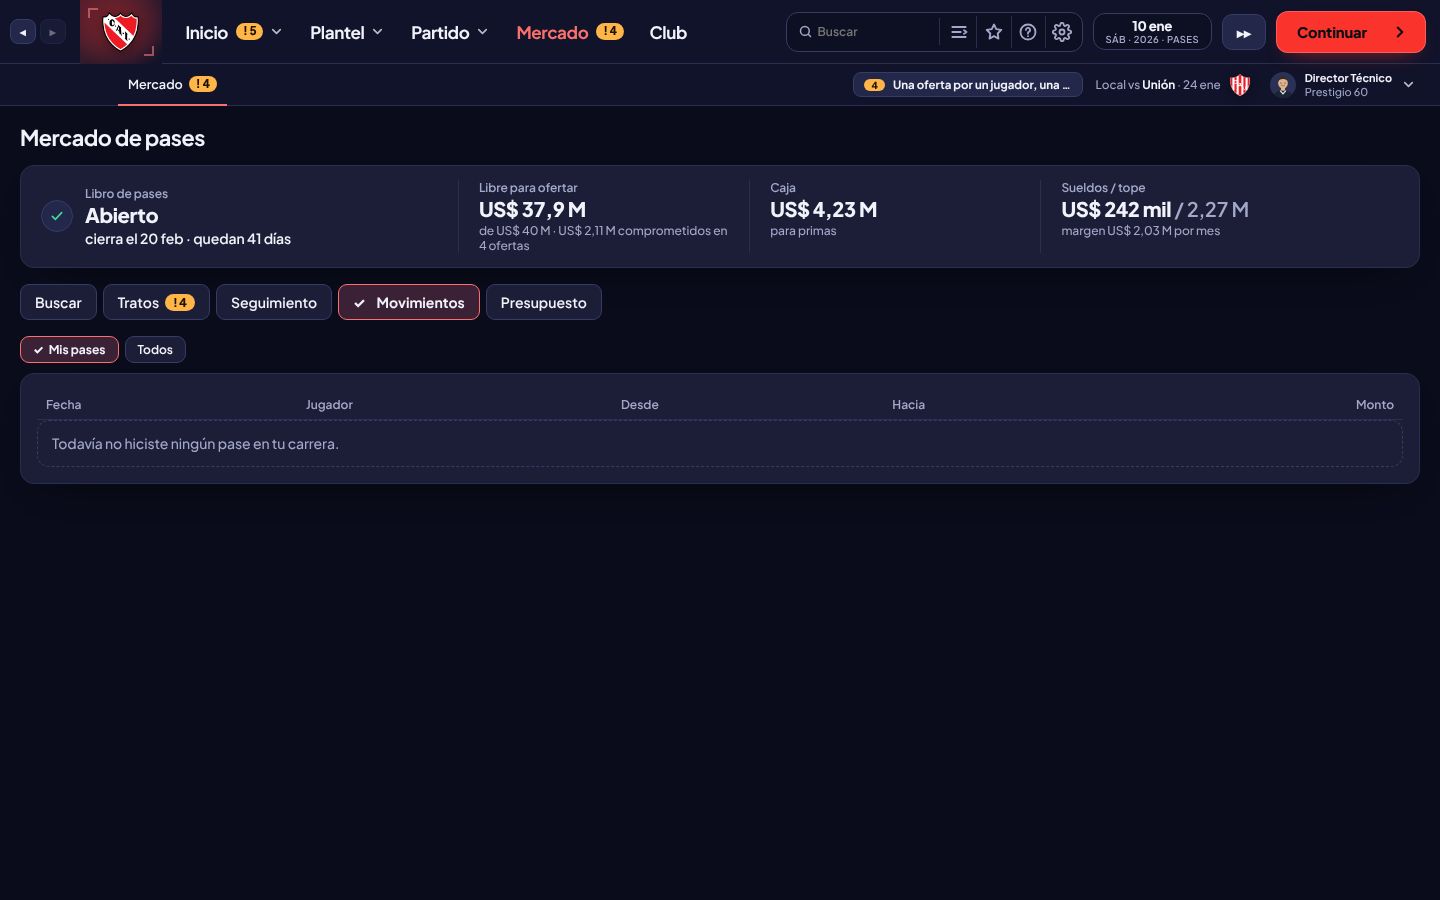 Inicio !5
Plantel
Partido
Mercado !4
Club
Buscar
10 ene
SÁB · 2026 · PASES
Continuar
Mercado !4
4 Una oferta por un jugador, una ...
Local vs Unión · 24 ene
Director Técnico
Prestigio 60
Mercado de pases
Libro de pases
Abierto
cierra el 20 feb · quedan 41 días
Libre para ofertar
US$ 37,9 M
de US$ 40 M · US$ 2,11 M comprometidos en
4 ofertas
Caja
US$ 4,23 M
para primas
Sueldos / tope
US$ 242 mil / 2,27 M
margen US$ 2,03 M por mes
Buscar
Tratos !4
Seguimiento
Movimientos
Presupuesto
Mis pases
Todos
Fecha Jugador Desde Hacia Monto
Todavía no hiciste ningún pase en tu carrera.